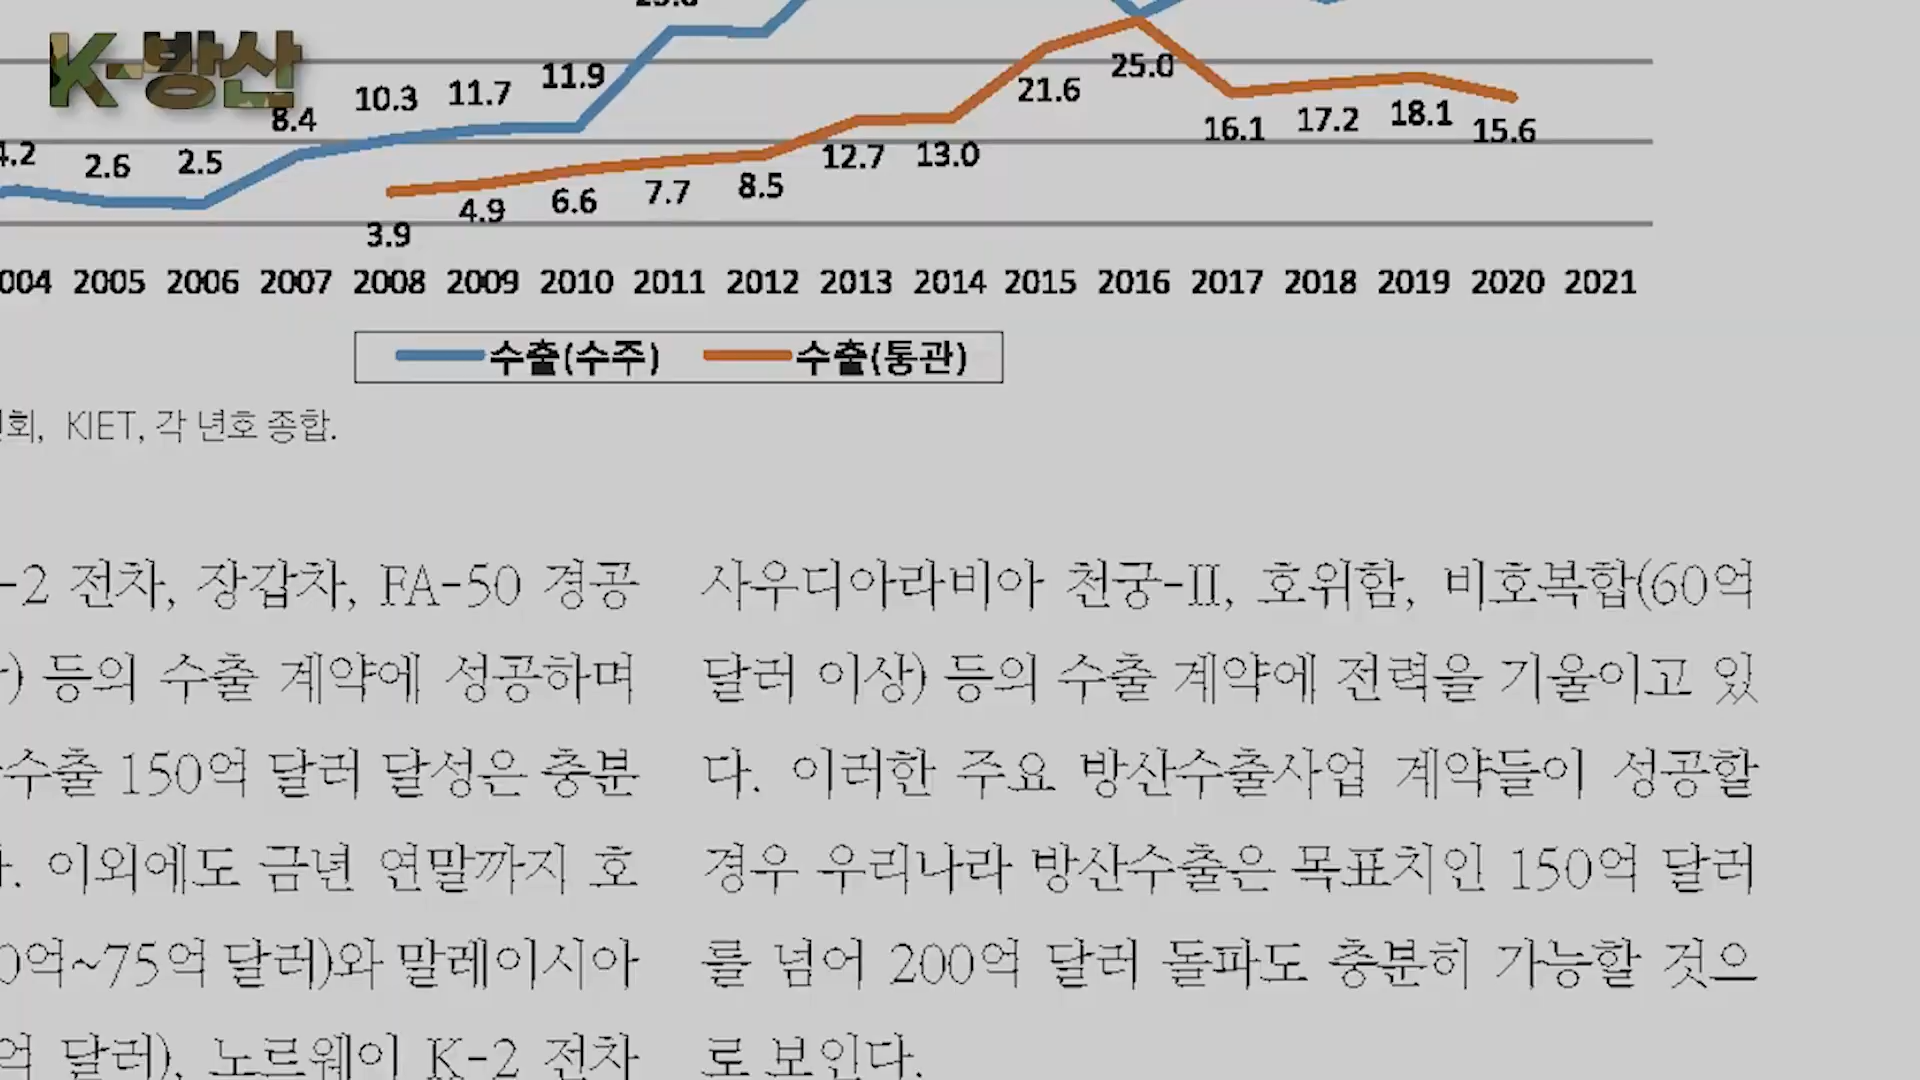 K-방산
8.4
10.3
11.7
11.9
4.2
2.6
2.5
21.6
25.0
16.1
17.2
18.1
15.6
12.7
13.0
3.9
4.9
6.6
7.7
8.5
2005 2006 2007 2008 2009 2010 2011 2012 2013 2014 2015 2016 2017 2018 2019 2020 2021
수출(수주) 수출(통관)
KIET, 각 년호 종합.
-2 전차, 장갑차, FA-50 경공
) 등의 수출 계약에 성공하며
수출 150억 달러 달성은 충분
이외에도 금년 연말까지 호
0억~75억 달러)와 말레이시아
억 달러), 노르웨이 K-2 전차
사우디아라비아 천궁-II, 호위함, 비호복합(60억
달러 이상) 등의 수출 계약에 전력을 기울이고 있
다. 이러한 주요 방산수출사업 계약들이 성공할
경우 우리나라 방산수출은 목표치인 150억 달러
를 넘어 200억 달러 돌파도 충분히 가능할 것으
로 보인다.